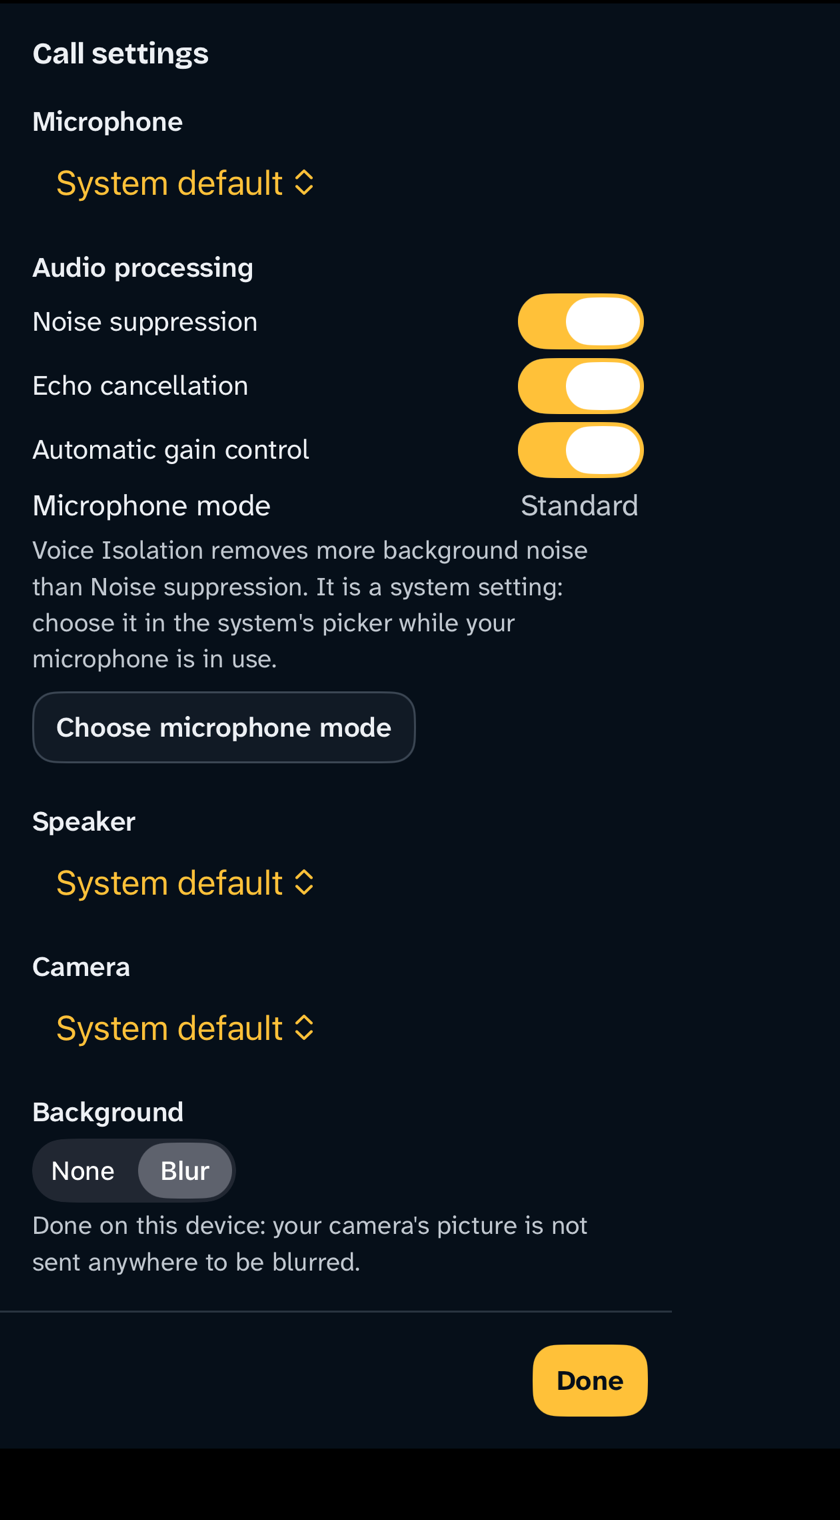 Call settings
Microphone
System default
Audio processing
Noise suppression
Echo cancellation
Automatic gain control
Microphone mode Standard
Voice Isolation removes more background noise
than Noise suppression. It is a system setting:
choose it in the system's picker while your
microphone is in use.
Choose microphone mode
Speaker
System default
Camera
System default
Background
None Blur
Done on this device: your camera's picture is not
sent anywhere to be blurred.
Done